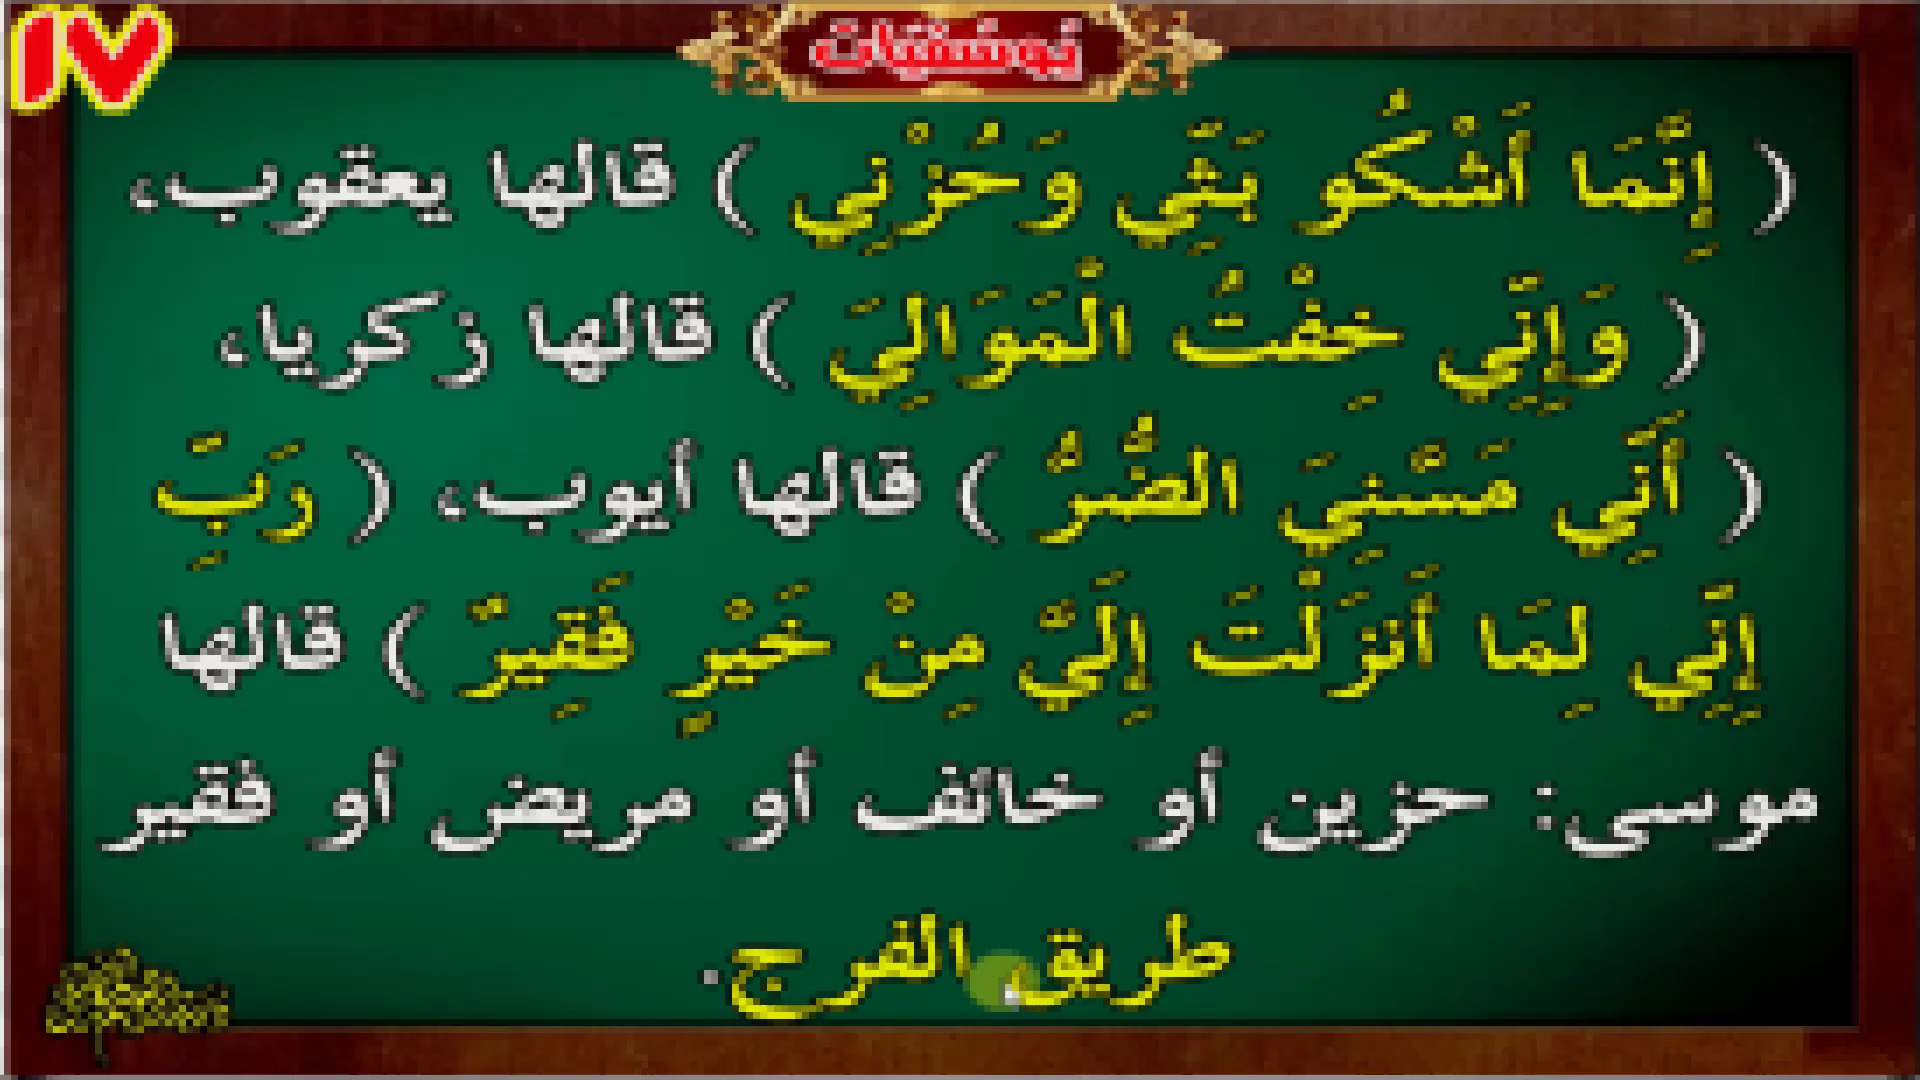 ١٧
يوسفيات
( إِنَّمَا أَشْكُو بَثِّي وَحُزْنِي ) قالها يعقوب،
( وَإِنِّي خِفْتُ الْمَوَالِيَ ) قالها زكريا،
( أَنِّي مَسَّنِيَ الضُّرُّ ) قالها أيوب، ( رَبِّ
إِنِّي لِمَا أَنزَلْتَ إِلَيَّ مِنْ خَيْرٍ فَقِيرٌ ) قالها
موسى: حزين أو خائف أو مريض أو فقير
طريق الفرج.